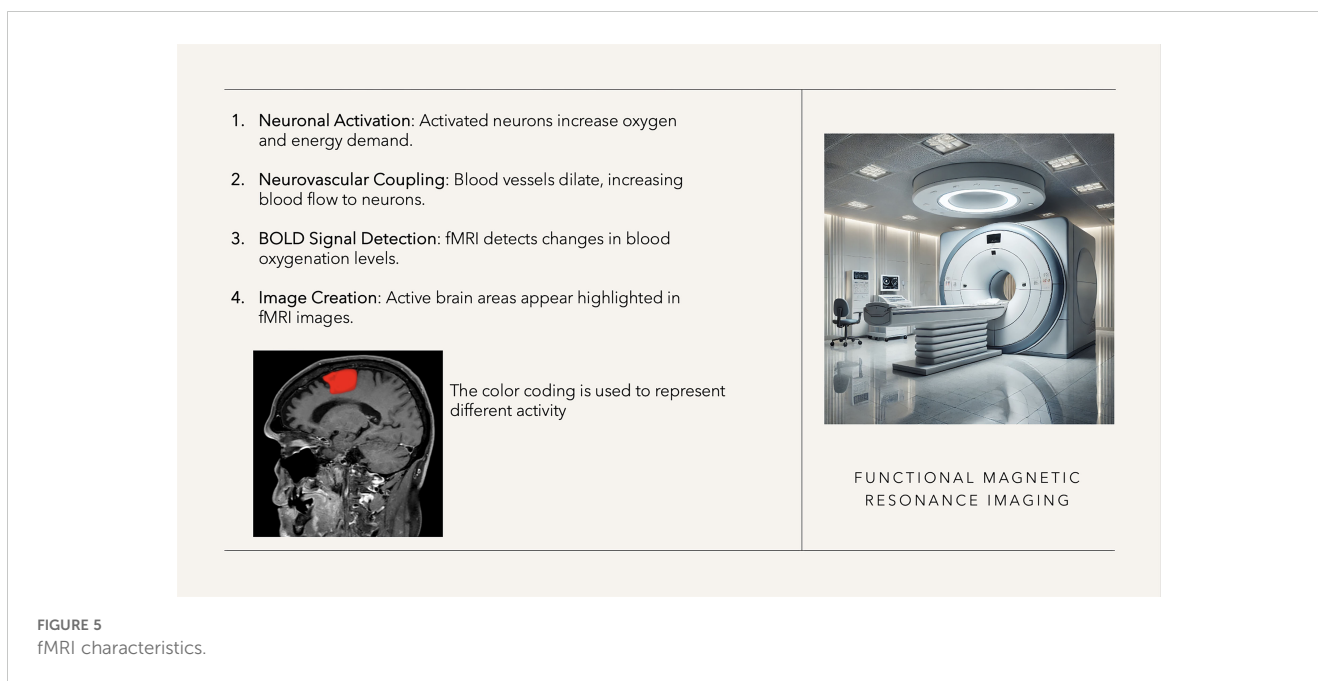 1. Neuronal Activation: Activated neurons increase oxygen
and energy demand.
2. Neurovascular Coupling: Blood vessels dilate, increasing
blood flow to neurons.
3. BOLD Signal Detection: fMRI detects changes in blood
oxygenation levels.
4. Image Creation: Active brain areas appear highlighted in
fMRI images.
The color coding is used to represent
different activity
FUNCTIONAL MAGNETIC
RESONANCE IMAGING
FIGURE 5
fMRI characteristics.